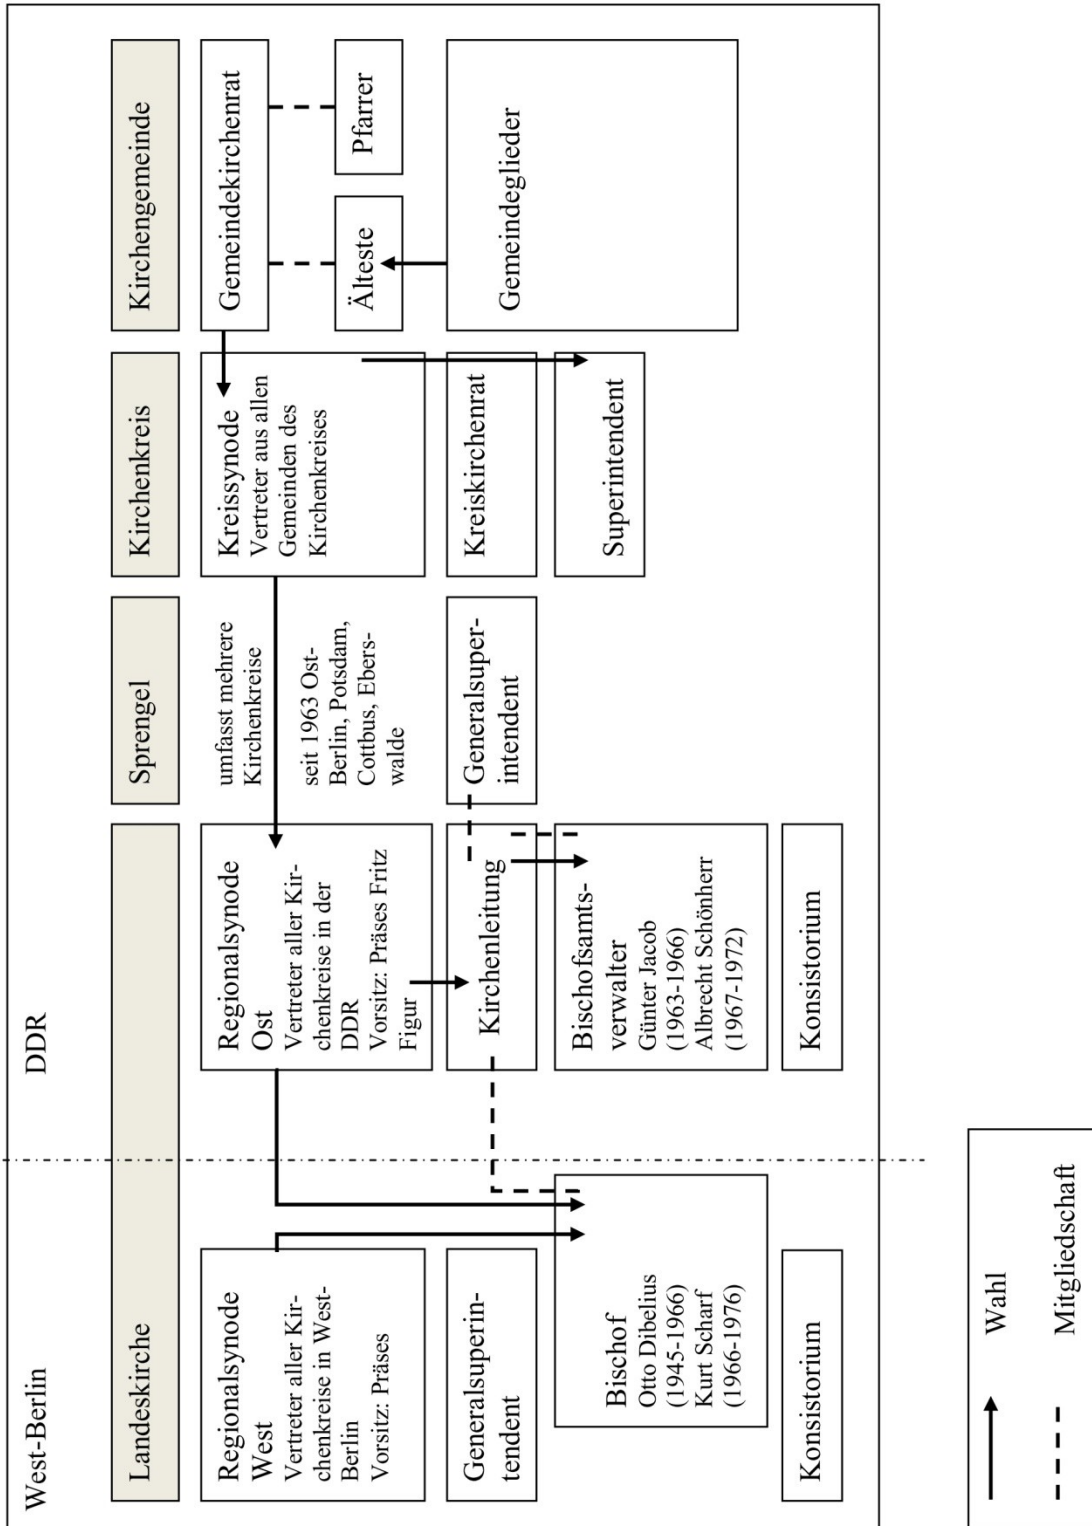 West-Berlin
DDR
Landeskirche
Sprengel
Kirchenkreis
Kirchengemeinde
Regionalsynode
West
Vertreter aller Kir-
chenkreise in West-
Berlin
Vorsitz: Präses
Generalsuperin-
tendent
Bischof
Otto Dibelius
(1945-1966)
Kurt Scharf
(1966-1976)
Konsistorium
Regionalsynode
Ost
Vertreter aller Kir-
chenkreise in der
DDR
Vorsitz: Präses Fritz
Figur
Kirchenleitung
Bischofsamts-
verwalter
Günter Jacob
(1963-1966)
Albrecht Schönherr
(1967-1972)
Konsistorium
umfasst mehrere
Kirchenkreise
seit 1963 Ost-
Berlin, Potsdam,
Cottbus, Ebers-
walde
Generalsuper-
intendent
Kreissynode
Vertreter aus allen
Gemeinden des
Kirchenkreises
Kreiskirchenrat
Superintendent
Gemeindekirchenrat
Älteste
Pfarrer
Gemeindeglieder
Wahl
Mitgliedschaft